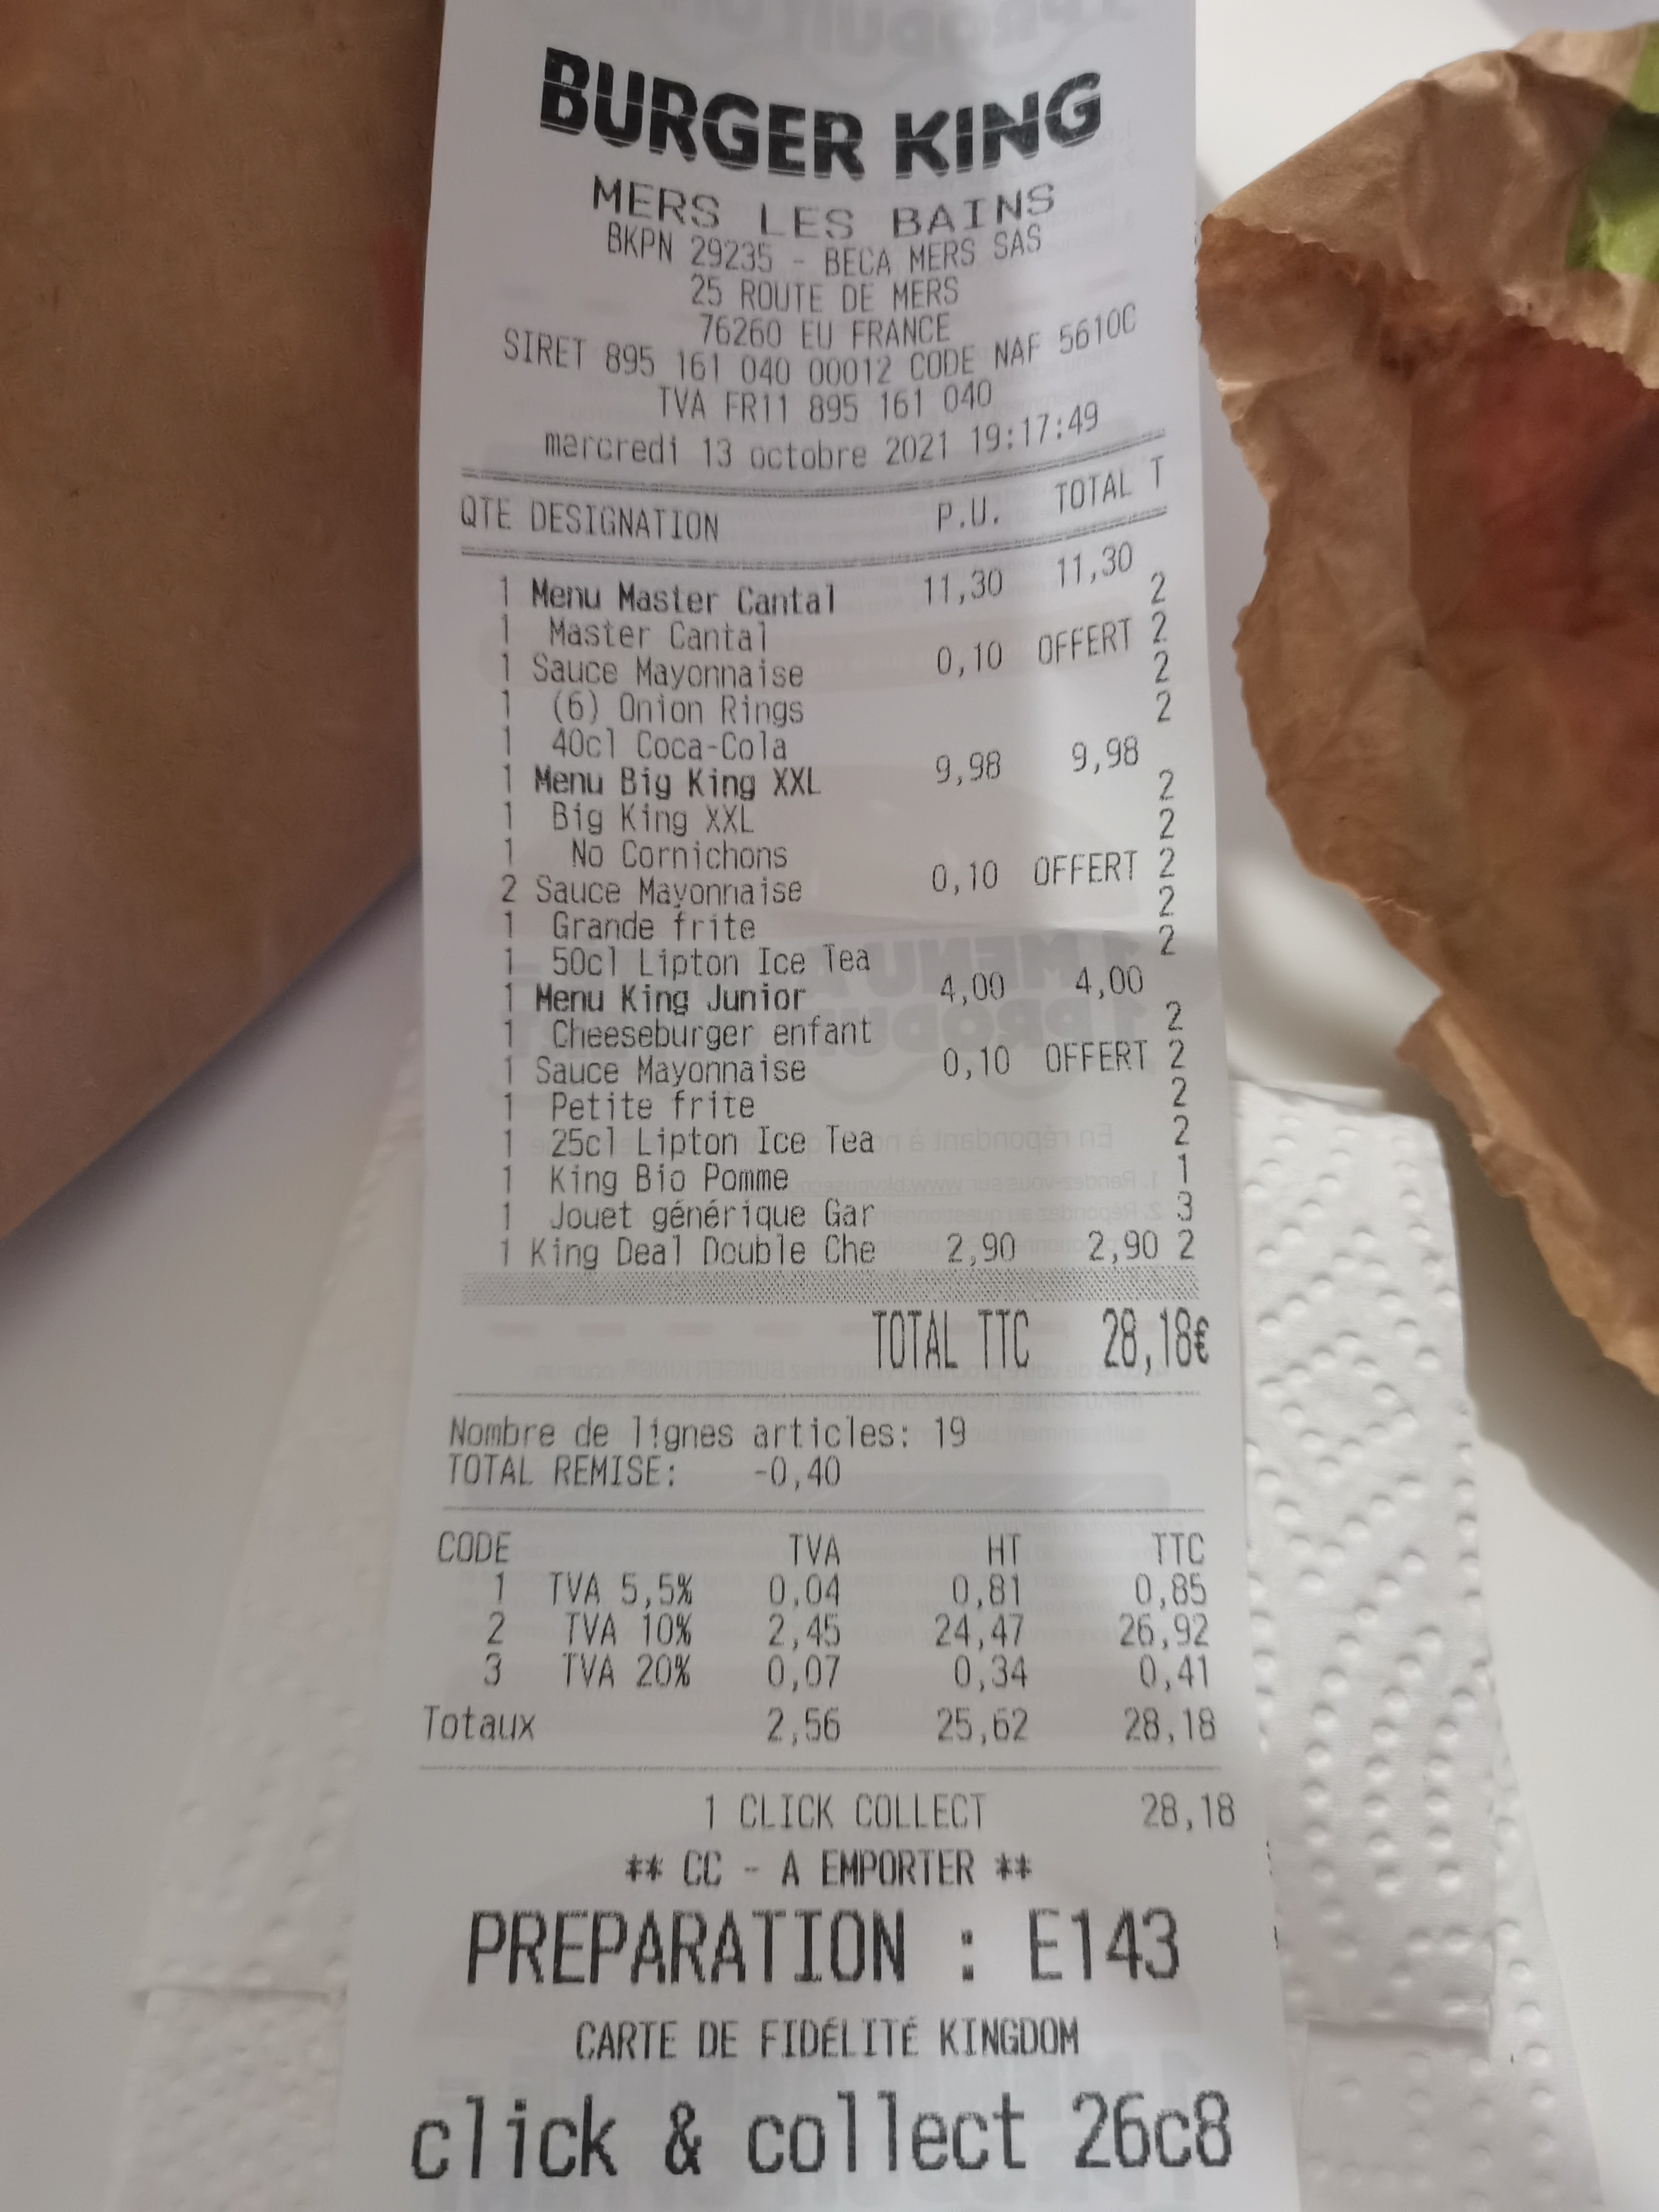 BURGER KING
MERS LES BAINS
BKPN 29235 - BECA MERS SAS
25 ROUTE DE MERS
76260 EU FRANCE
SIRET 895 161 040 00012 CODE NAF 5610C
TVA FR11 895 161 040
mercredi 13 octobre 2021 19:17:49
QTE DESIGNATION P.U. TOTAL T
1 Menu Master Cantal 11,30 11,30
1 Master Cantal 2
1 Sauce Mayonnaise 0,10 OFFERT 2
1 (6) Onion Rings 2
1 40cl Coca-Cola 2
1 Menu Big King XXL 9,98 9,98
1 Big King XXL 2
1 No Cornichons 2
2 Sauce Mayonnaise 0,10 OFFERT 2
1 Grande frite 2
1 50cl Lipton Ice Tea 2
1 Menu King Junior 4,00 4,00
1 Cheeseburger enfant 2
1 Sauce Mayonnaise 0,10 OFFERT 2
1 Petite frite 2
1 25cl Lipton Ice Tea 2
1 King Bio Pomme 1
1 Jouet générique Gar 3
1 King Deal Double Che 2,90 2,90 2
TOTAL TTC 28,18€
Nombre de lignes articles: 19
TOTAL REMISE: -0,40
CODE TVA HT TTC
1 TVA 5,5% 0,04 0,81 0,85
2 TVA 10% 2,45 24,47 26,92
3 TVA 20% 0,07 0,34 0,41
Totaux 2,56 25,62 28,18
1 CLICK COLLECT 28,18
** CC - A EMPORTER **
PREPARATION : E143
CARTE DE FIDÉLITÉ KINGDOM
click & collect 26c8